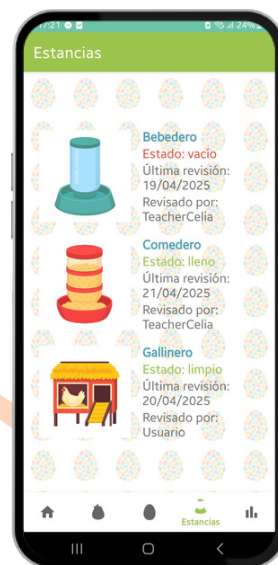 17:21
24%
Estancias
Bebedero
Estado: vacío
Última revisión:
19/04/2025
Revisado por:
TeacherCelia
Comedero
Estado: lleno
Última revisión:
21/04/2025
Revisado por:
TeacherCelia
Gallinero
Estado: limpio
Última revisión:
20/04/2025
Revisado por:
Usuario
Estancias